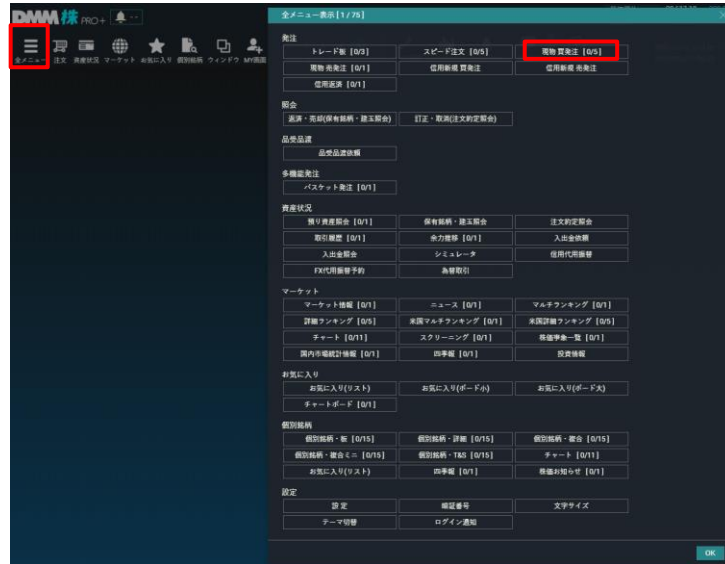 DMM 株 PRO+
全メニュー 注文 資産状況 マーケット お気に入り 個別銘柄 ウィンドウ MY画面
全メニュー表示 [1/75]
発注
トレード板 [0/3] スピード注文 [0/5] 現物 買発注 [0/5]
現物 売発注 [0/1] 信用新規 買発注 信用新規 売発注
信用返済 [0/1]
照会
返済・売却(保有銘柄・建玉照会) 訂正・取消(注文約定照会)
品受品渡
品受品渡依頼
多機能発注
バスケット発注 [0/1]
資産状況
預り資産照会 [0/1] 保有銘柄・建玉照会 注文約定照会
取引履歴 [0/1] 余力推移 [0/1] 入出金依頼
入出金照会 シミュレータ 信用代用振替
FX代用振替予約 為替取引
マーケット
マーケット情報 [0/1] ニュース [0/1] マルチランキング [0/1]
詳細ランキング [0/5] 米国マルチランキング [0/1] 米国詳細ランキング [0/5]
チャート [0/11] スクリーニング [0/1] 株価季金一覧 [0/1]
国内市場統計情報 [0/1] 四季報 [0/1] 投資情報
お気に入り
お気に入り(リスト) お気に入り(ボード小) お気に入り(ボード大)
チャートボード [0/1]
個別銘柄
個別銘柄・板 [0/15] 個別銘柄・詳細 [0/15] 個別銘柄・複合 [0/15]
個別銘柄・複合ミニ [0/15] 個別銘柄・T&S [0/15] チャート [0/11]
お気に入り(リスト) 四季報 [0/1] 株価お知らせ [0/1]
設定
設定 暗証番号 文字サイズ
テーマ切替 ログイン通知
OK